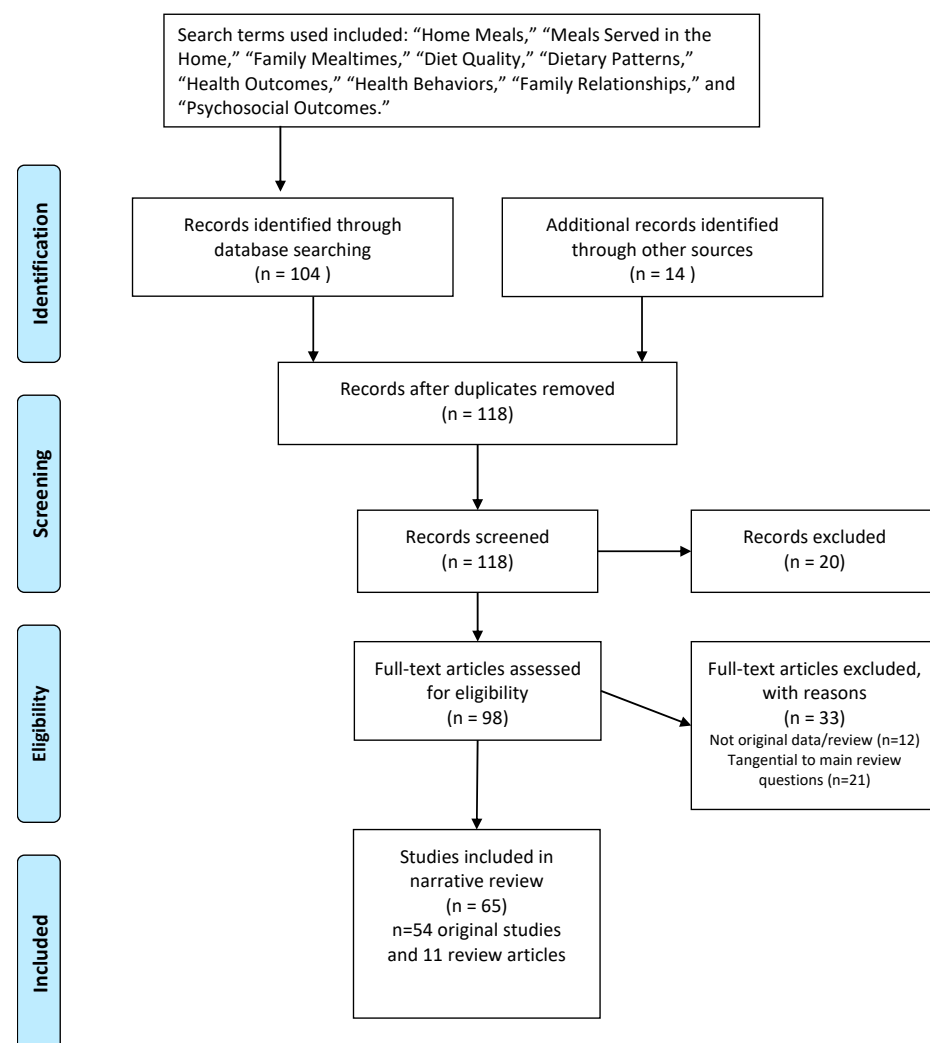 Search terms used included: “Home Meals,” “Meals Served in the
Home,” “Family Mealtimes,” “Diet Quality,” “Dietary Patterns,”
“Health Outcomes,” “Health Behaviors,” “Family Relationships,” and
“Psychosocial Outcomes.”
Identification
Records identified through
database searching
(n = 104 )
Additional records identified
through other sources
(n = 14 )
Records after duplicates removed
(n = 118)
Screening
Records screened
(n = 118)
Records excluded
(n = 20)
Eligibility
Full-text articles assessed
for eligibility
(n = 98)
Full-text articles excluded,
with reasons
(n = 33)
Not original data/review (n=12)
Tangential to main review
questions (n=21)
Included
Studies included in
narrative review
(n = 65)
n=54 original studies
and 11 review articles